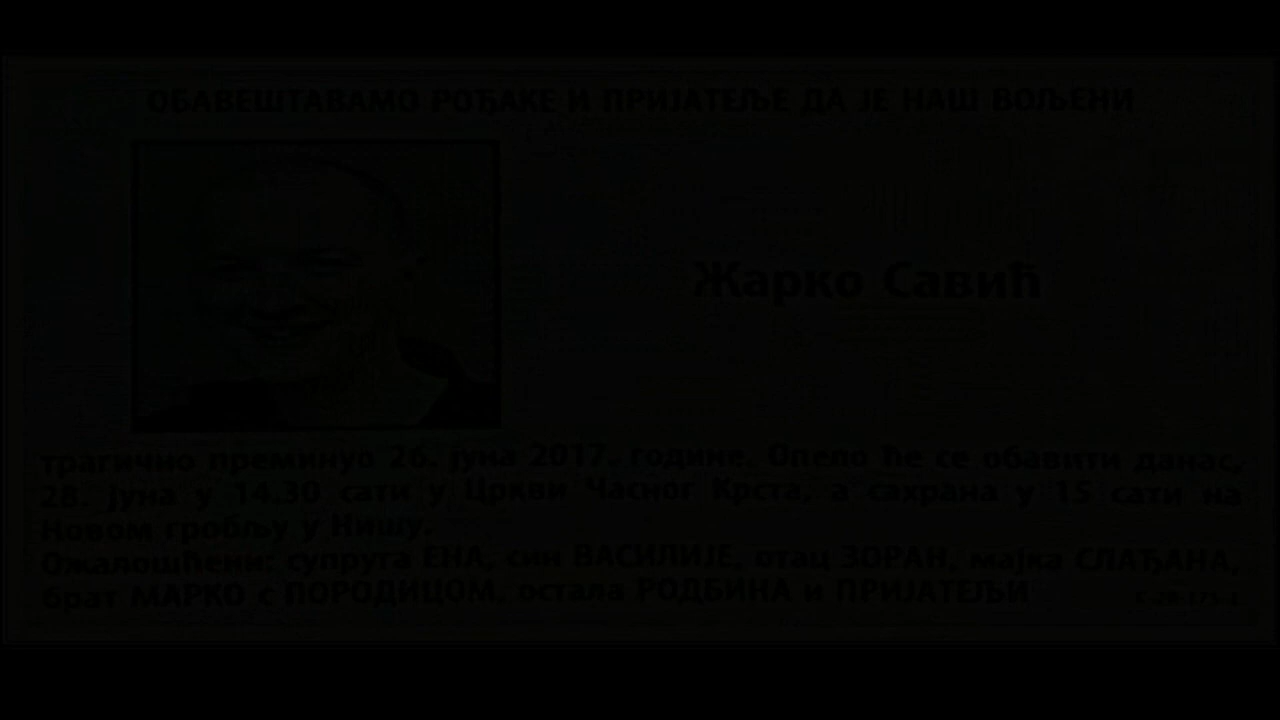 ОБАВЕШТАВАМО РОЂАКЕ И ПРИЈАТЕЉЕ ДА ЈЕ НАШ ВОЉЕНИ
Жарко Савић
трагично преминуо 26. јуна 2017. године. Опело ће се обавити данас,
28. јуна у 14.30 сати у Цркви Часног Крста, а сахрана у 15 сати на
Новом гробљу у Нишу.
Ожалошћени: супруга ЕНА, син ВАСИЛИЈЕ, отац ЗОРАН, мајка СЛАЂАНА,
брат МАРКО с ПОРОДИЦОМ, остала РОДБИНА и ПРИЈАТЕЉИ